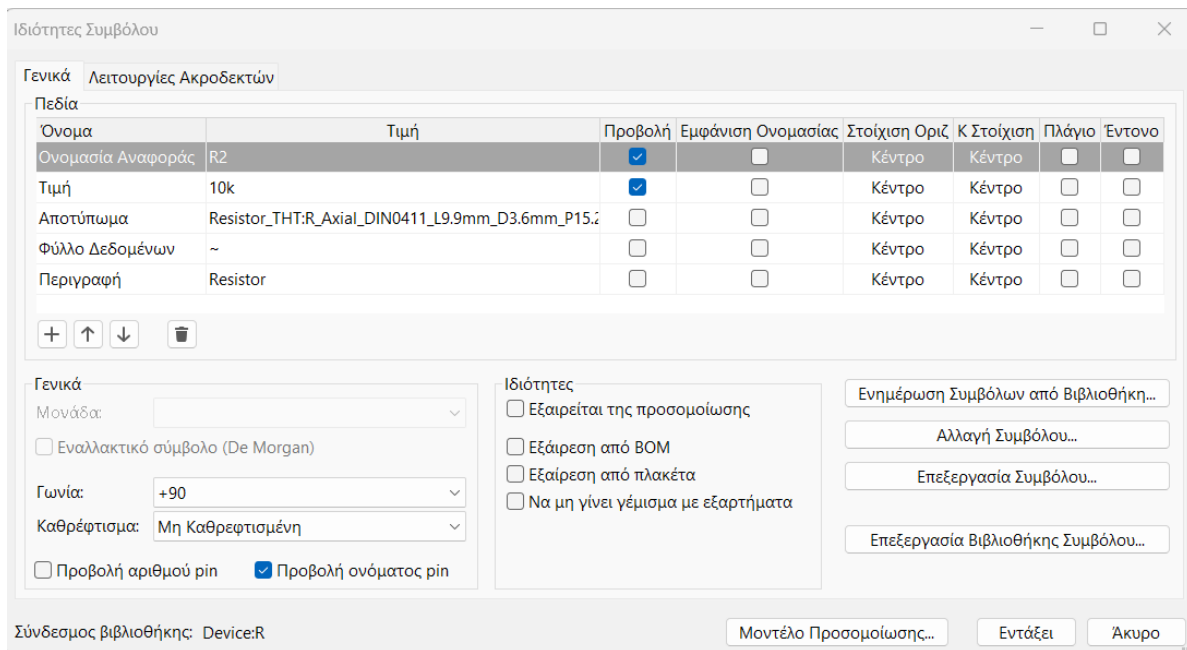 Ιδιότητες Συμβόλου
Γενικά Λειτουργίες Ακροδεκτών
Πεδία
Όνομα Τιμή Προβολή Εμφάνιση Ονομασίας Στοίχιση Οριζ Κ Στοίχιση Πλάγιο Έντονο
Ονομασία Αναφοράς R2 Κέντρο Κέντρο
Τιμή 10k Κέντρο Κέντρο
Αποτύπωμα Resistor_THT:R_Axial_DIN0411_L9.9mm_D3.6mm_P15.2 Κέντρο Κέντρο
Φύλλο Δεδομένων ~ Κέντρο Κέντρο
Περιγραφή Resistor Κέντρο Κέντρο
Γενικά
Μονάδα:
Εναλλακτικό σύμβολο (De Morgan)
Γωνία: +90
Καθρέφτισμα: Μη Καθρεφτισμένη
Προβολή αριθμού pin Προβολή ονόματος pin
Ιδιότητες
Εξαιρείται της προσομοίωσης
Εξάιρεση από BOM
Εξαίρεση από πλακέτα
Να μη γίνει γέμισμα με εξαρτήματα
Ενημέρωση Συμβόλων από Βιβλιοθήκη...
Αλλαγή Συμβόλου...
Επεξεργασία Συμβόλου...
Επεξεργασία Βιβλιοθήκης Συμβόλου...
Σύνδεσμος βιβλιοθήκης: Device:R
Μοντέλο Προσομοίωσης... Εντάξει Άκυρο